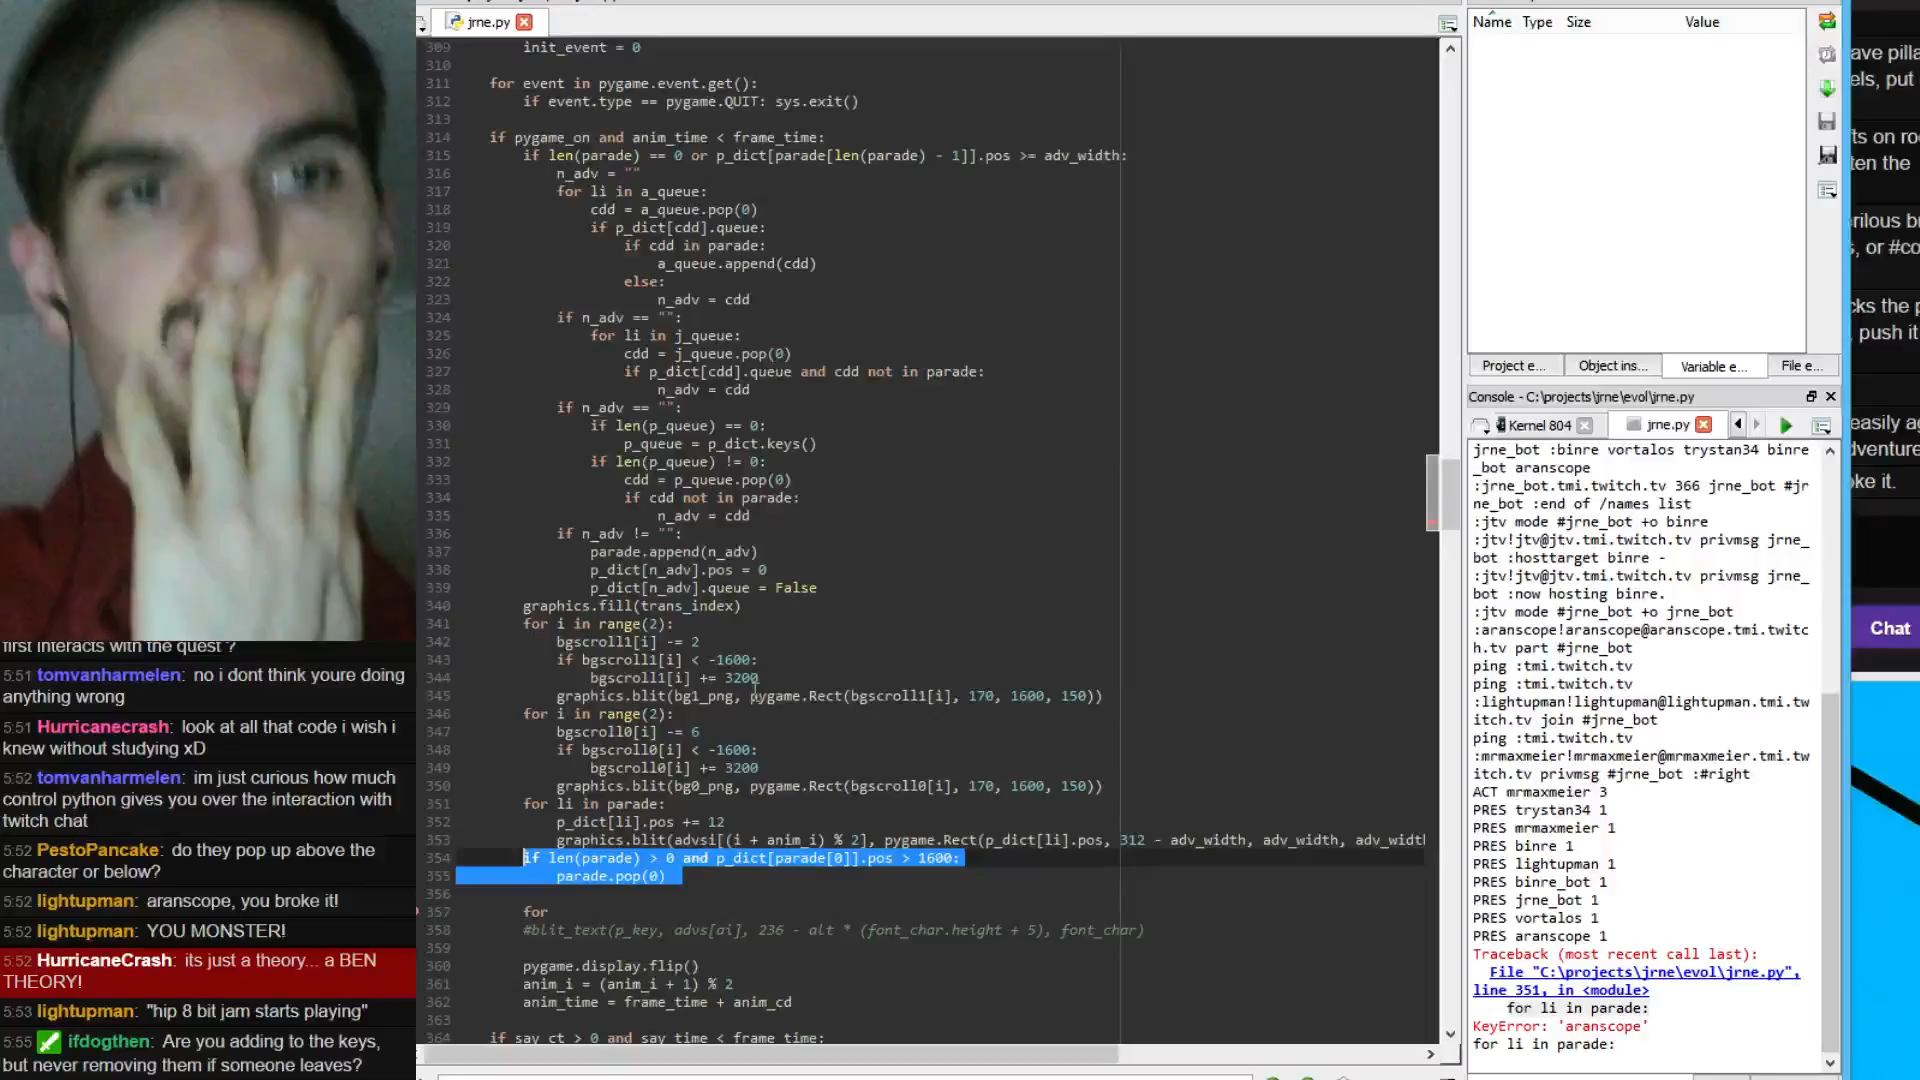 first interacts with the quest ?
5:51 tomvanharmelen: no i dont think youre doing
anything wrong
5:51 Hurricanecrash: look at all that code i wish i
knew without studying xD
5:52 tomvanharmelen: im just curious how much
control python gives you over the interaction with
twitch chat
5:52 PestoPancake: do they pop up above the
character or below?
5:52 lightupman: aranscope, you broke it!
5:52 lightupman: YOU MONSTER!
5:52 HurricaneCrash: its just a theory... a BEN
THEORY!
5:53 lightupman: "hip 8 bit jam starts playing"
5:55 ifdogthen: Are you adding to the keys,
but never removing them if someone leaves?
jrne.py
309 init_event = 0
310
311 for event in pygame.event.get():
312 if event.type == pygame.QUIT: sys.exit()
313
314 if pygame_on and anim_time < frame_time:
315 if len(parade) == 0 or p_dict[parade[len(parade) - 1]].pos >= adv_width:
316 n_adv = ""
317 for li in a_queue:
318 cdd = a_queue.pop(0)
319 if p_dict[cdd].queue:
320 if cdd in parade:
321 a_queue.append(cdd)
322 else:
323 n_adv = cdd
324 if n_adv == "":
325 for li in j_queue:
326 cdd = j_queue.pop(0)
327 if p_dict[cdd].queue and cdd not in parade:
328 n_adv = cdd
329 if n_adv == "":
330 if len(p_queue) == 0:
331 p_queue = p_dict.keys()
332 if len(p_queue) != 0:
333 cdd = p_queue.pop(0)
334 if cdd not in parade:
335 n_adv = cdd
336 if n_adv != "":
337 parade.append(n_adv)
338 p_dict[n_adv].pos = 0
339 p_dict[n_adv].queue = False
340 graphics.fill(trans_index)
341 for i in range(2):
342 bgscroll1[i] -= 2
343 if bgscroll1[i] < -1600:
344 bgscroll1[i] += 3200
345 graphics.blit(bg1_png, pygame.Rect(bgscroll1[i], 170, 1600, 150))
346 for i in range(2):
347 bgscroll0[i] -= 6
348 if bgscroll0[i] < -1600:
349 bgscroll0[i] += 3200
350 graphics.blit(bg0_png, pygame.Rect(bgscroll0[i], 170, 1600, 150))
351 for li in parade:
352 p_dict[li].pos += 12
353 graphics.blit(advsi[(i + anim_i) % 2], pygame.Rect(p_dict[li].pos, 312 - adv_width, adv_width, adv_width
354 if len(parade) > 0 and p_dict[parade[0]].pos > 1600:
355 parade.pop(0)
356
357 for
358 #blit_text(p_key, advs[ai], 236 - alt * (font_char.height + 5), font_char)
359
360 pygame.display.flip()
361 anim_i = (anim_i + 1) % 2
362 anim_time = frame_time + anim_cd
363
364 if say_ct > 0 and say_time < frame_time:
Name Type Size Value
Project e... Object ins... Variable e... File e...
Console - C:\projects\jrne\evol\jrne.py
Kernel 804 jrne.py
jrne_bot :binre vortalos trystan34 binre
_bot aranscope
:jrne_bot.tmi.twitch.tv 366 jrne_bot #jr
ne_bot :end of /names list
:jtv mode #jrne_bot +o binre
:jtv!jtv@jtv.tmi.twitch.tv privmsg jrne_
bot :hosttarget binre -
:jtv!jtv@jtv.tmi.twitch.tv privmsg jrne_
bot :now hosting binre.
:jtv mode #jrne_bot +o jrne_bot
:aranscope!aranscope@aranscope.tmi.twitc
h.tv part #jrne_bot
ping :tmi.twitch.tv
ping :tmi.twitch.tv
:lightupman!lightupman@lightupman.tmi.tw
itch.tv join #jrne_bot
ping :tmi.twitch.tv
:mrmaxmeier!mrmaxmeier@mrmaxmeier.tmi.tw
itch.tv privmsg #jrne_bot :#right
ACT mrmaxmeier 3
PRES trystan34 1
PRES mrmaxmeier 1
PRES binre 1
PRES lightupman 1
PRES binre_bot 1
PRES jrne_bot 1
PRES vortalos 1
PRES aranscope 1
Traceback (most recent call last):
File "C:\projects\jrne\evol\jrne.py",
line 351, in <module>
for li in parade:
KeyError: 'aranscope'
for li in parade:
ave pilla
els, put
fts on ro
ten the
rilous br
s, or #co
cks the p
, push it
easily ag
dventure
ke it.
Chat